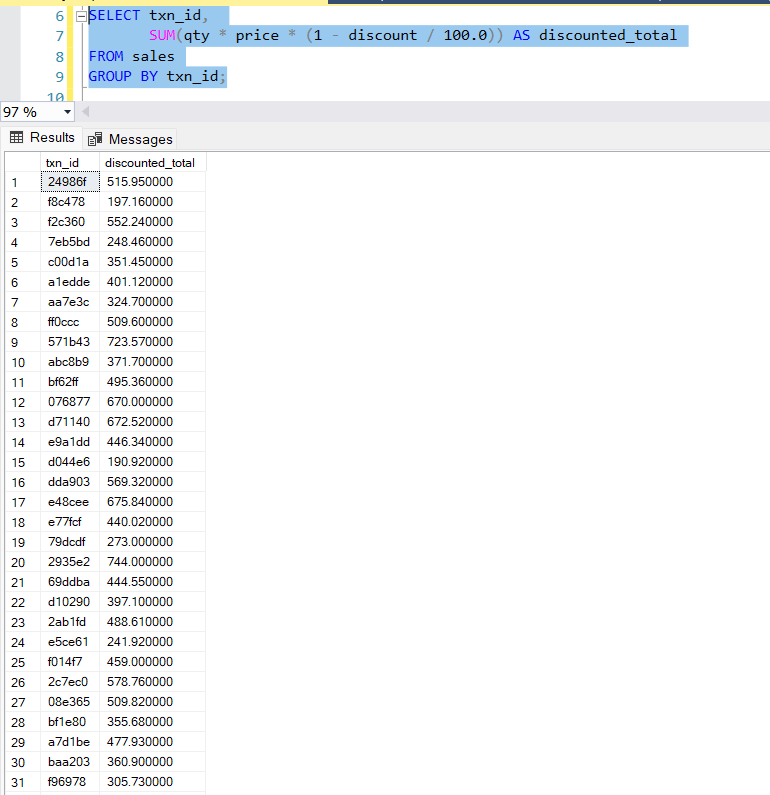 6 SELECT txn_id,
7 SUM(qty * price * (1 - discount / 100.0)) AS discounted_total
8 FROM sales
9 GROUP BY txn_id;
10
97 %
Results Messages
txn_id discounted_total
1 24986f 515.950000
2 f8c478 197.160000
3 f2c360 552.240000
4 7eb5bd 248.460000
5 c00d1a 351.450000
6 a1edde 401.120000
7 aa7e3c 324.700000
8 ff0ccc 509.600000
9 571b43 723.570000
10 abc8b9 371.700000
11 bf62ff 495.360000
12 076877 670.000000
13 d71140 672.520000
14 e9a1dd 446.340000
15 d044e6 190.920000
16 dda903 569.320000
17 e48cee 675.840000
18 e77fcf 440.020000
19 79dcdf 273.000000
20 2935e2 744.000000
21 69ddba 444.550000
22 d10290 397.100000
23 2ab1fd 488.610000
24 e5ce61 241.920000
25 f014f7 459.000000
26 2c7ec0 578.760000
27 08e365 509.820000
28 bf1e80 355.680000
29 a7d1be 477.930000
30 baa203 360.900000
31 f96978 305.730000